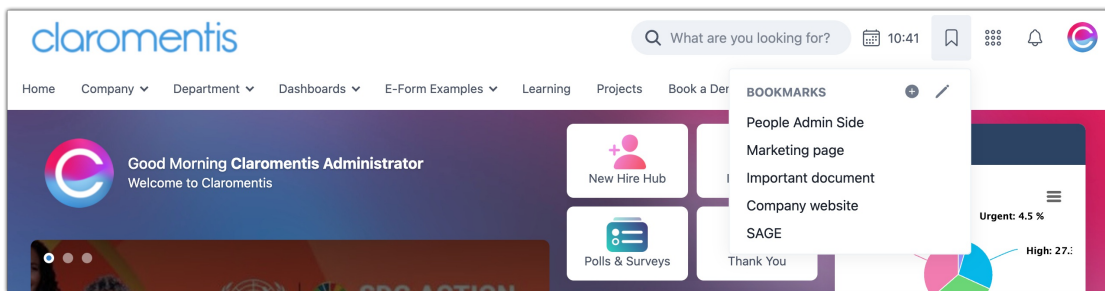 claromentis
What are you looking for?
10:41
Home
Company
Department
Dashboards
E-Form Examples
Learning
Projects
Book a
BOOKMARKS
People Admin Side
Marketing page
Important document
Company website
SAGE
Good Morning Claromentis Administrator
Welcome to Claromentis
New Hire Hub
Polls & Surveys
Thank You
Urgent: 4.5 %
High: 27.